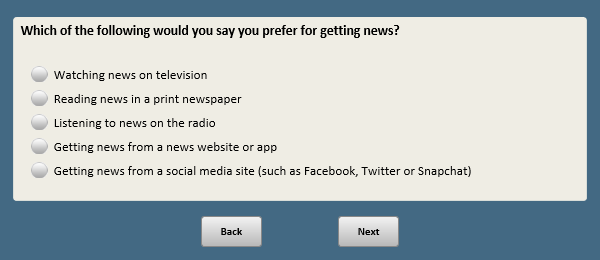 Which of the following would you say you prefer for getting news?
Watching news on television
Reading news in a print newspaper
Listening to news on the radio
Getting news from a news website or app
Getting news from a social media site (such as Facebook, Twitter or Snapchat)
Back
Next